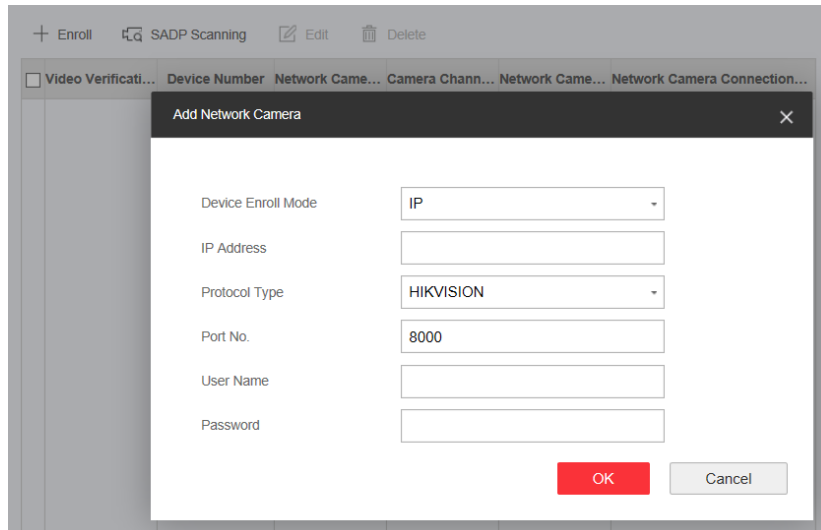 Enroll SADP Scanning Edit Delete
Video Verificati... Device Number Network Came... Camera Chann... Network Came... Network Camera Connection...
Add Network Camera
Device Enroll Mode IP
IP Address
Protocol Type HIKVISION
Port No. 8000
User Name
Password
OK Cancel